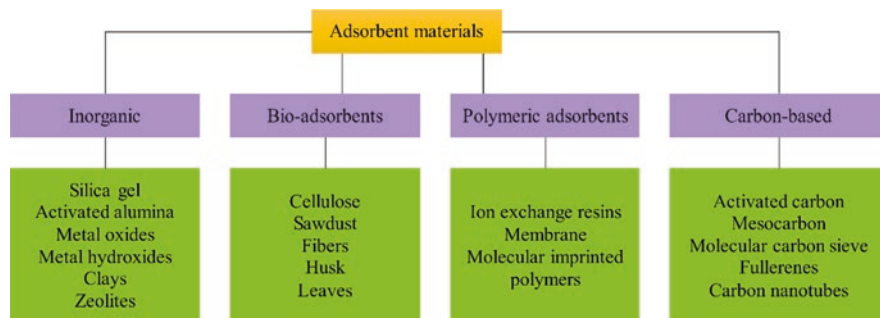 Adsorbent materials
Inorganic
Bio-adsorbents
Polymeric adsorbents
Carbon-based
Silica gel
Activated alumina
Metal oxides
Metal hydroxides
Clays
Zeolites
Cellulose
Sawdust
Fibers
Husk
Leaves
Ion exchange resins
Membrane
Molecular imprinted
polymers
Activated carbon
Mesocarbon
Molecular carbon sieve
Fullerenes
Carbon nanotubes